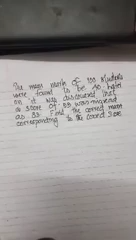 The mean mark of 100 students
were found to be 40 later
on it was discovered that
a score of 53 was misread
as 83. Find the correct mean
corresponding to the correct score